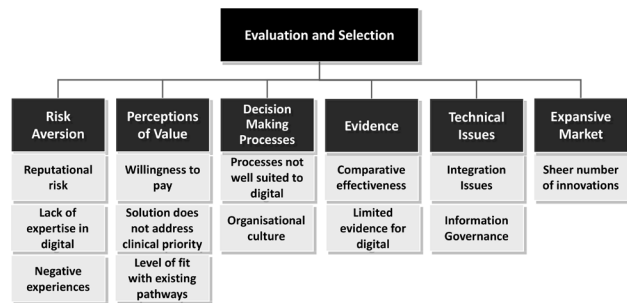 Evaluation and Selection
Risk
Aversion
Perceptions
of Value
Decision
Making
Processes
Evidence
Technical
Issues
Expansive
Market
Reputational
risk
Lack of
expertise in
digital
Negative
experiences
Willingness to
pay
Solution does
not address
clinical priority
Level of fit
with existing
pathways
Processes not
well suited to
digital
Organisational
culture
Comparative
effectiveness
Limited
evidence for
digital
Integration
Issues
Information
Governance
Sheer number
of innovations